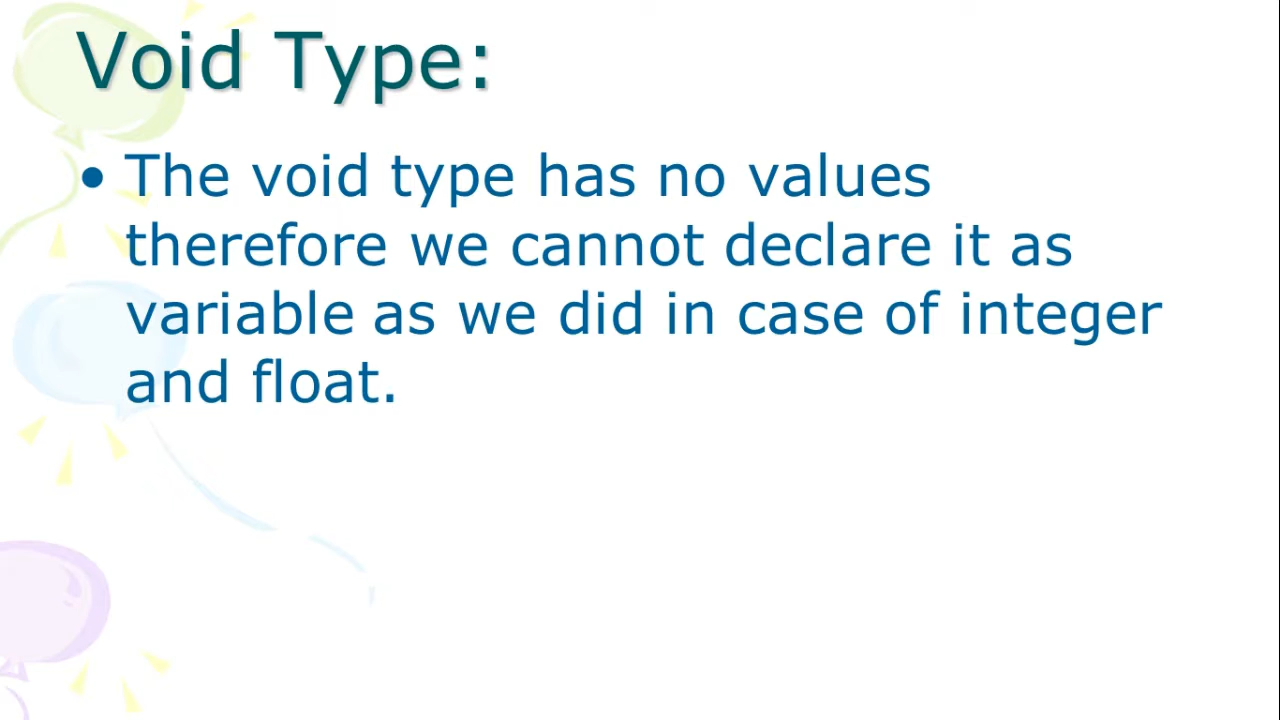 Void Type:
• The void type has no values
therefore we cannot declare it as
variable as we did in case of integer
and float.